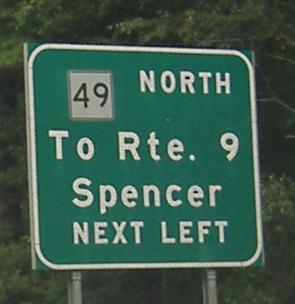 49 NORTH
To Rte. 9
Spencer
NEXT LEFT